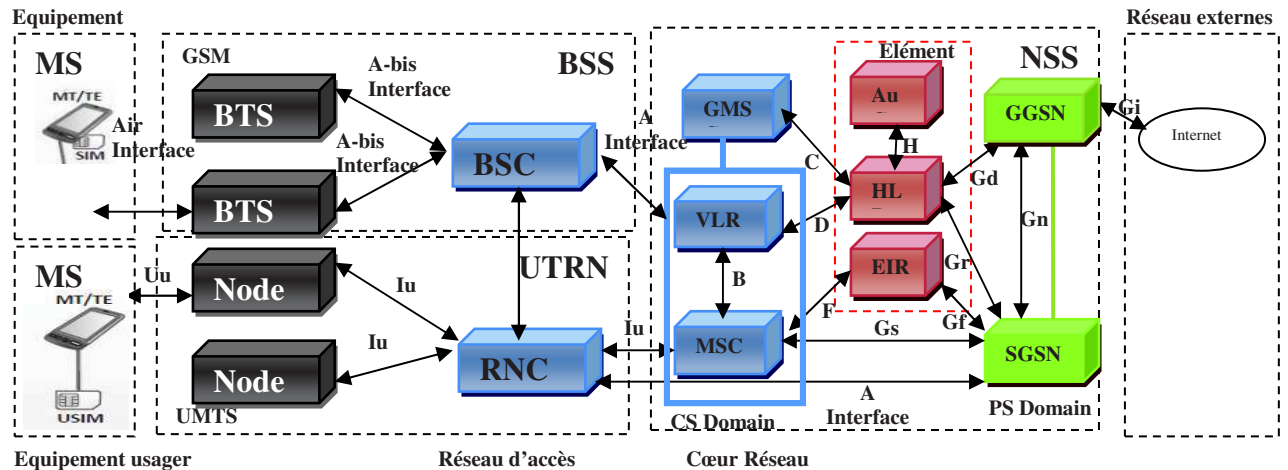 Equipement
Réseau externes
MS
MT/TE
SIM
Air
Interface
GSM
BSS
A-bis
Interface
BTS
A-bis
Interface
BTS
BSC
A
Interface
NSS
Elément
GMS
Au
H
C
HL
VLR
D
B
EIR
F
MSC
GGSN
Gd
Gn
Gr
Gf
Gs
SGSN
Gi
Internet
MS
MT/TE
USIM
Uu
UTRN
Node
Iu
Iu
Node
RNC
Iu
UMTS
A
Interface
CS Domain
PS Domain
Equipement usager
Réseau d'accès
Cœur Réseau